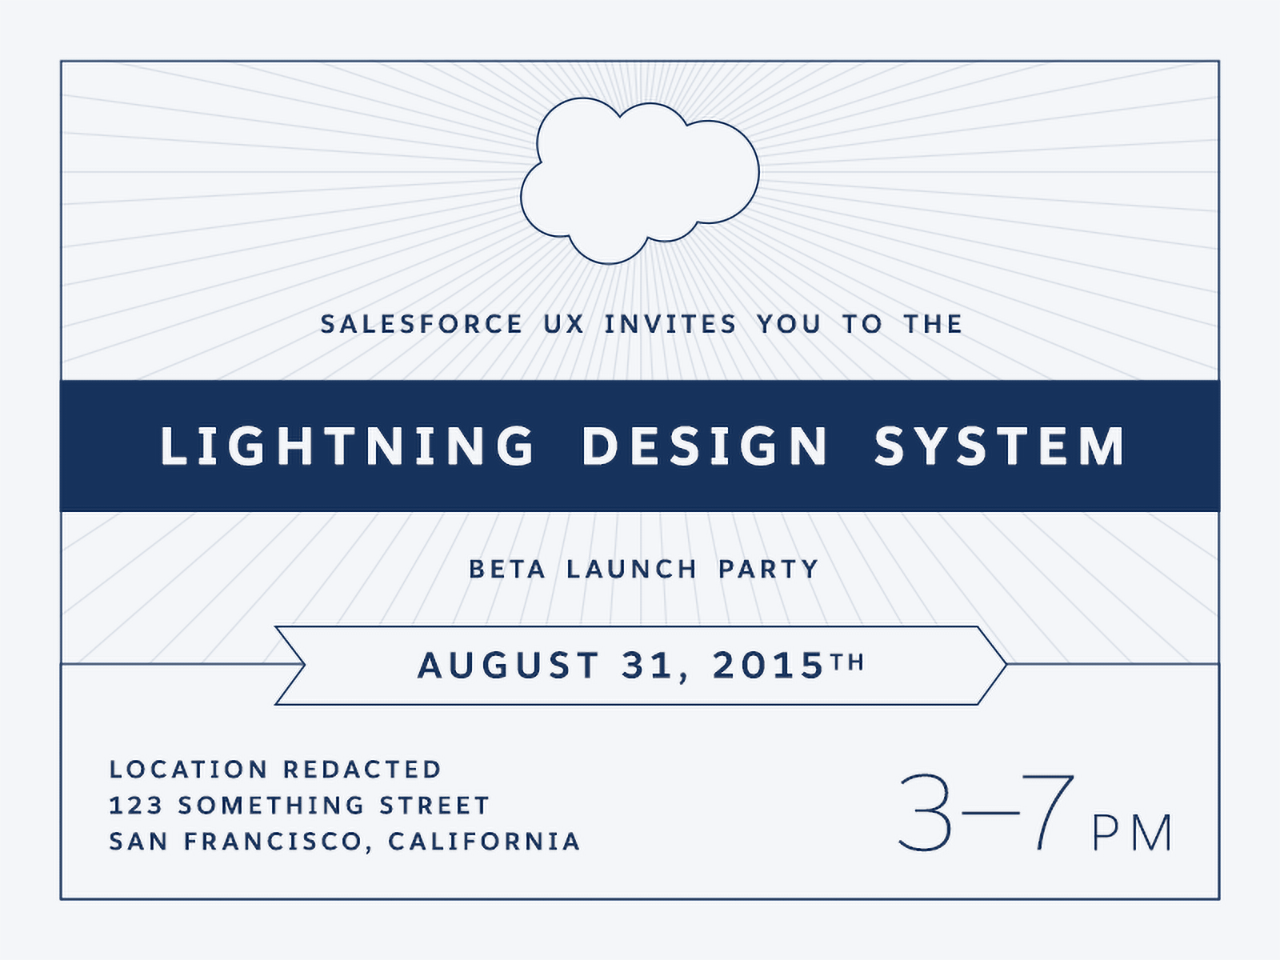 SALESFORCE UX INVITES YOU TO THE
LIGHTNING DESIGN SYSTEM
BETA LAUNCH PARTY
AUGUST 31, 2015TH
LOCATION REDACTED
123 SOMETHING STREET
SAN FRANCISCO, CALIFORNIA
3–7 PM